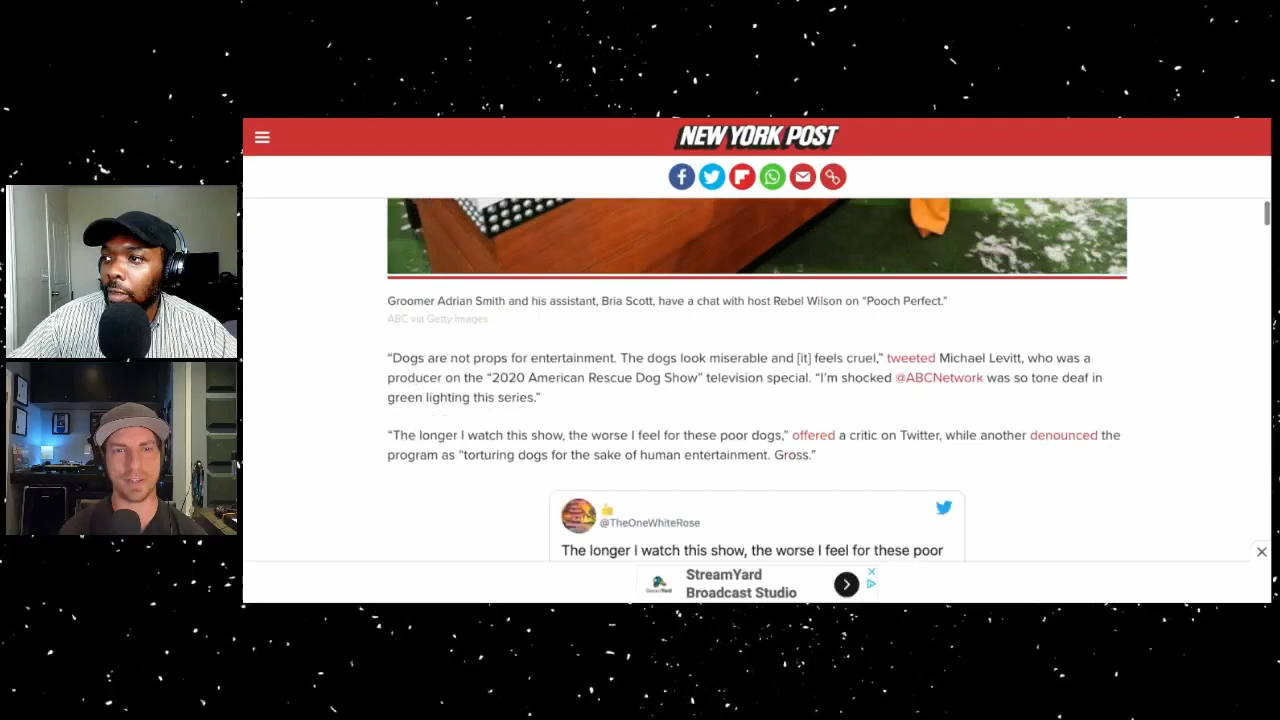 NEW YORK POST
Groomer Adrian Smith and his assistant, Bria Scott, have a chat with host Rebel Wilson on “Pooch Perfect.”
ABC via Getty Images
“Dogs are not props for entertainment. The dogs look miserable and [it] feels cruel,” tweeted Michael Levitt, who was a
producer on the “2020 American Rescue Dog Show” television special. “I’m shocked @ABCNetwork was so tone deaf in
green lighting this series.”
“The longer I watch this show, the worse I feel for these poor dogs,” offered a critic on Twitter, while another denounced the
program as “torturing dogs for the sake of human entertainment. Gross.”
👍
@TheOneWhiteRose
The longer I watch this show, the worse I feel for these poor
StreamYard
Broadcast Studio